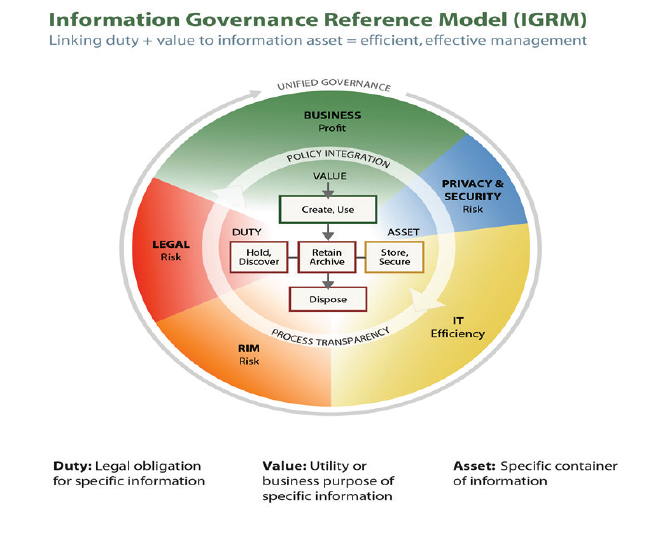 Information Governance Reference Model (IGRM)
Linking duty + value to information asset = efficient, effective management
UNIFIED GOVERNANCE
BUSINESS
Profit
POLICY INTEGRATION
VALUE
PRIVACY &
SECURITY
Risk
Create, Use
DUTY
ASSET
LEGAL
Risk
Hold,
Discover
Retain
Archive
Store,
Secure
Dispose
PROCESS TRANSPARENCY
IT
Efficiency
RIM
Risk
Duty: Legal obligation
for specific information
Value: Utility or
business purpose of
specific information
Asset: Specific container
of information